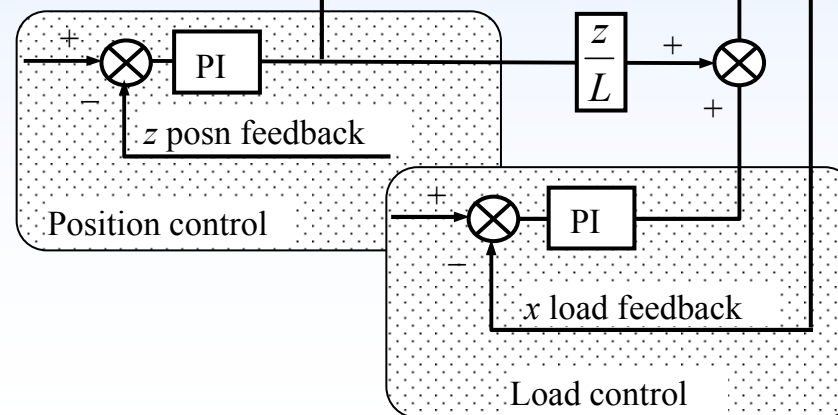 +
PI
z
L
+
−
+
z posn feedback
Position control
+
PI
−
x load feedback
Load control